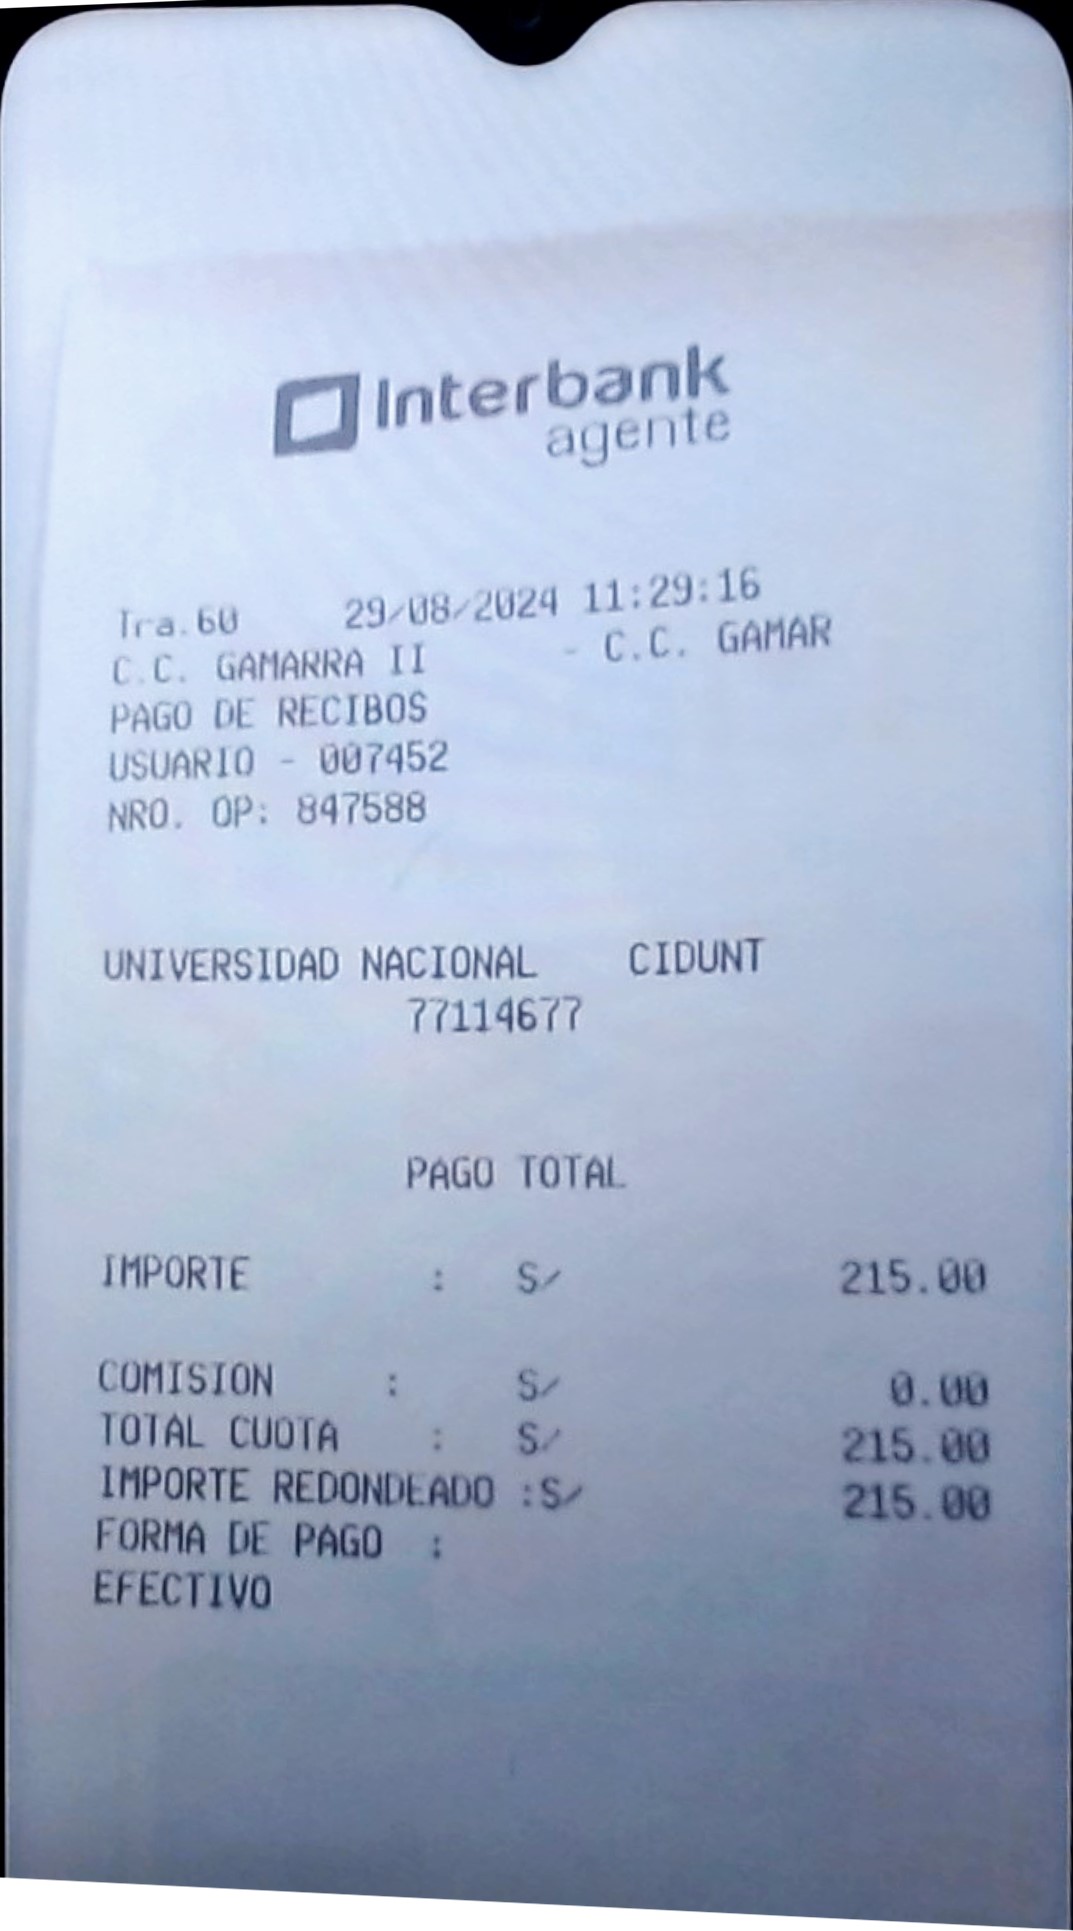 Interbank
agente
Tra.60 29/08/2024 11:29:16
C.C. GAMARRA II - C.C. GAMAR
PAGO DE RECIBOS
USUARIO - 007452
NRO. OP: 847588
UNIVERSIDAD NACIONAL CIDUNT
77114677
PAGO TOTAL
IMPORTE : S/ 215.00
COMISION : S/ 0.00
TOTAL CUOTA : S/ 215.00
IMPORTE REDONDEADO :S/ 215.00
FORMA DE PAGO :
EFECTIVO